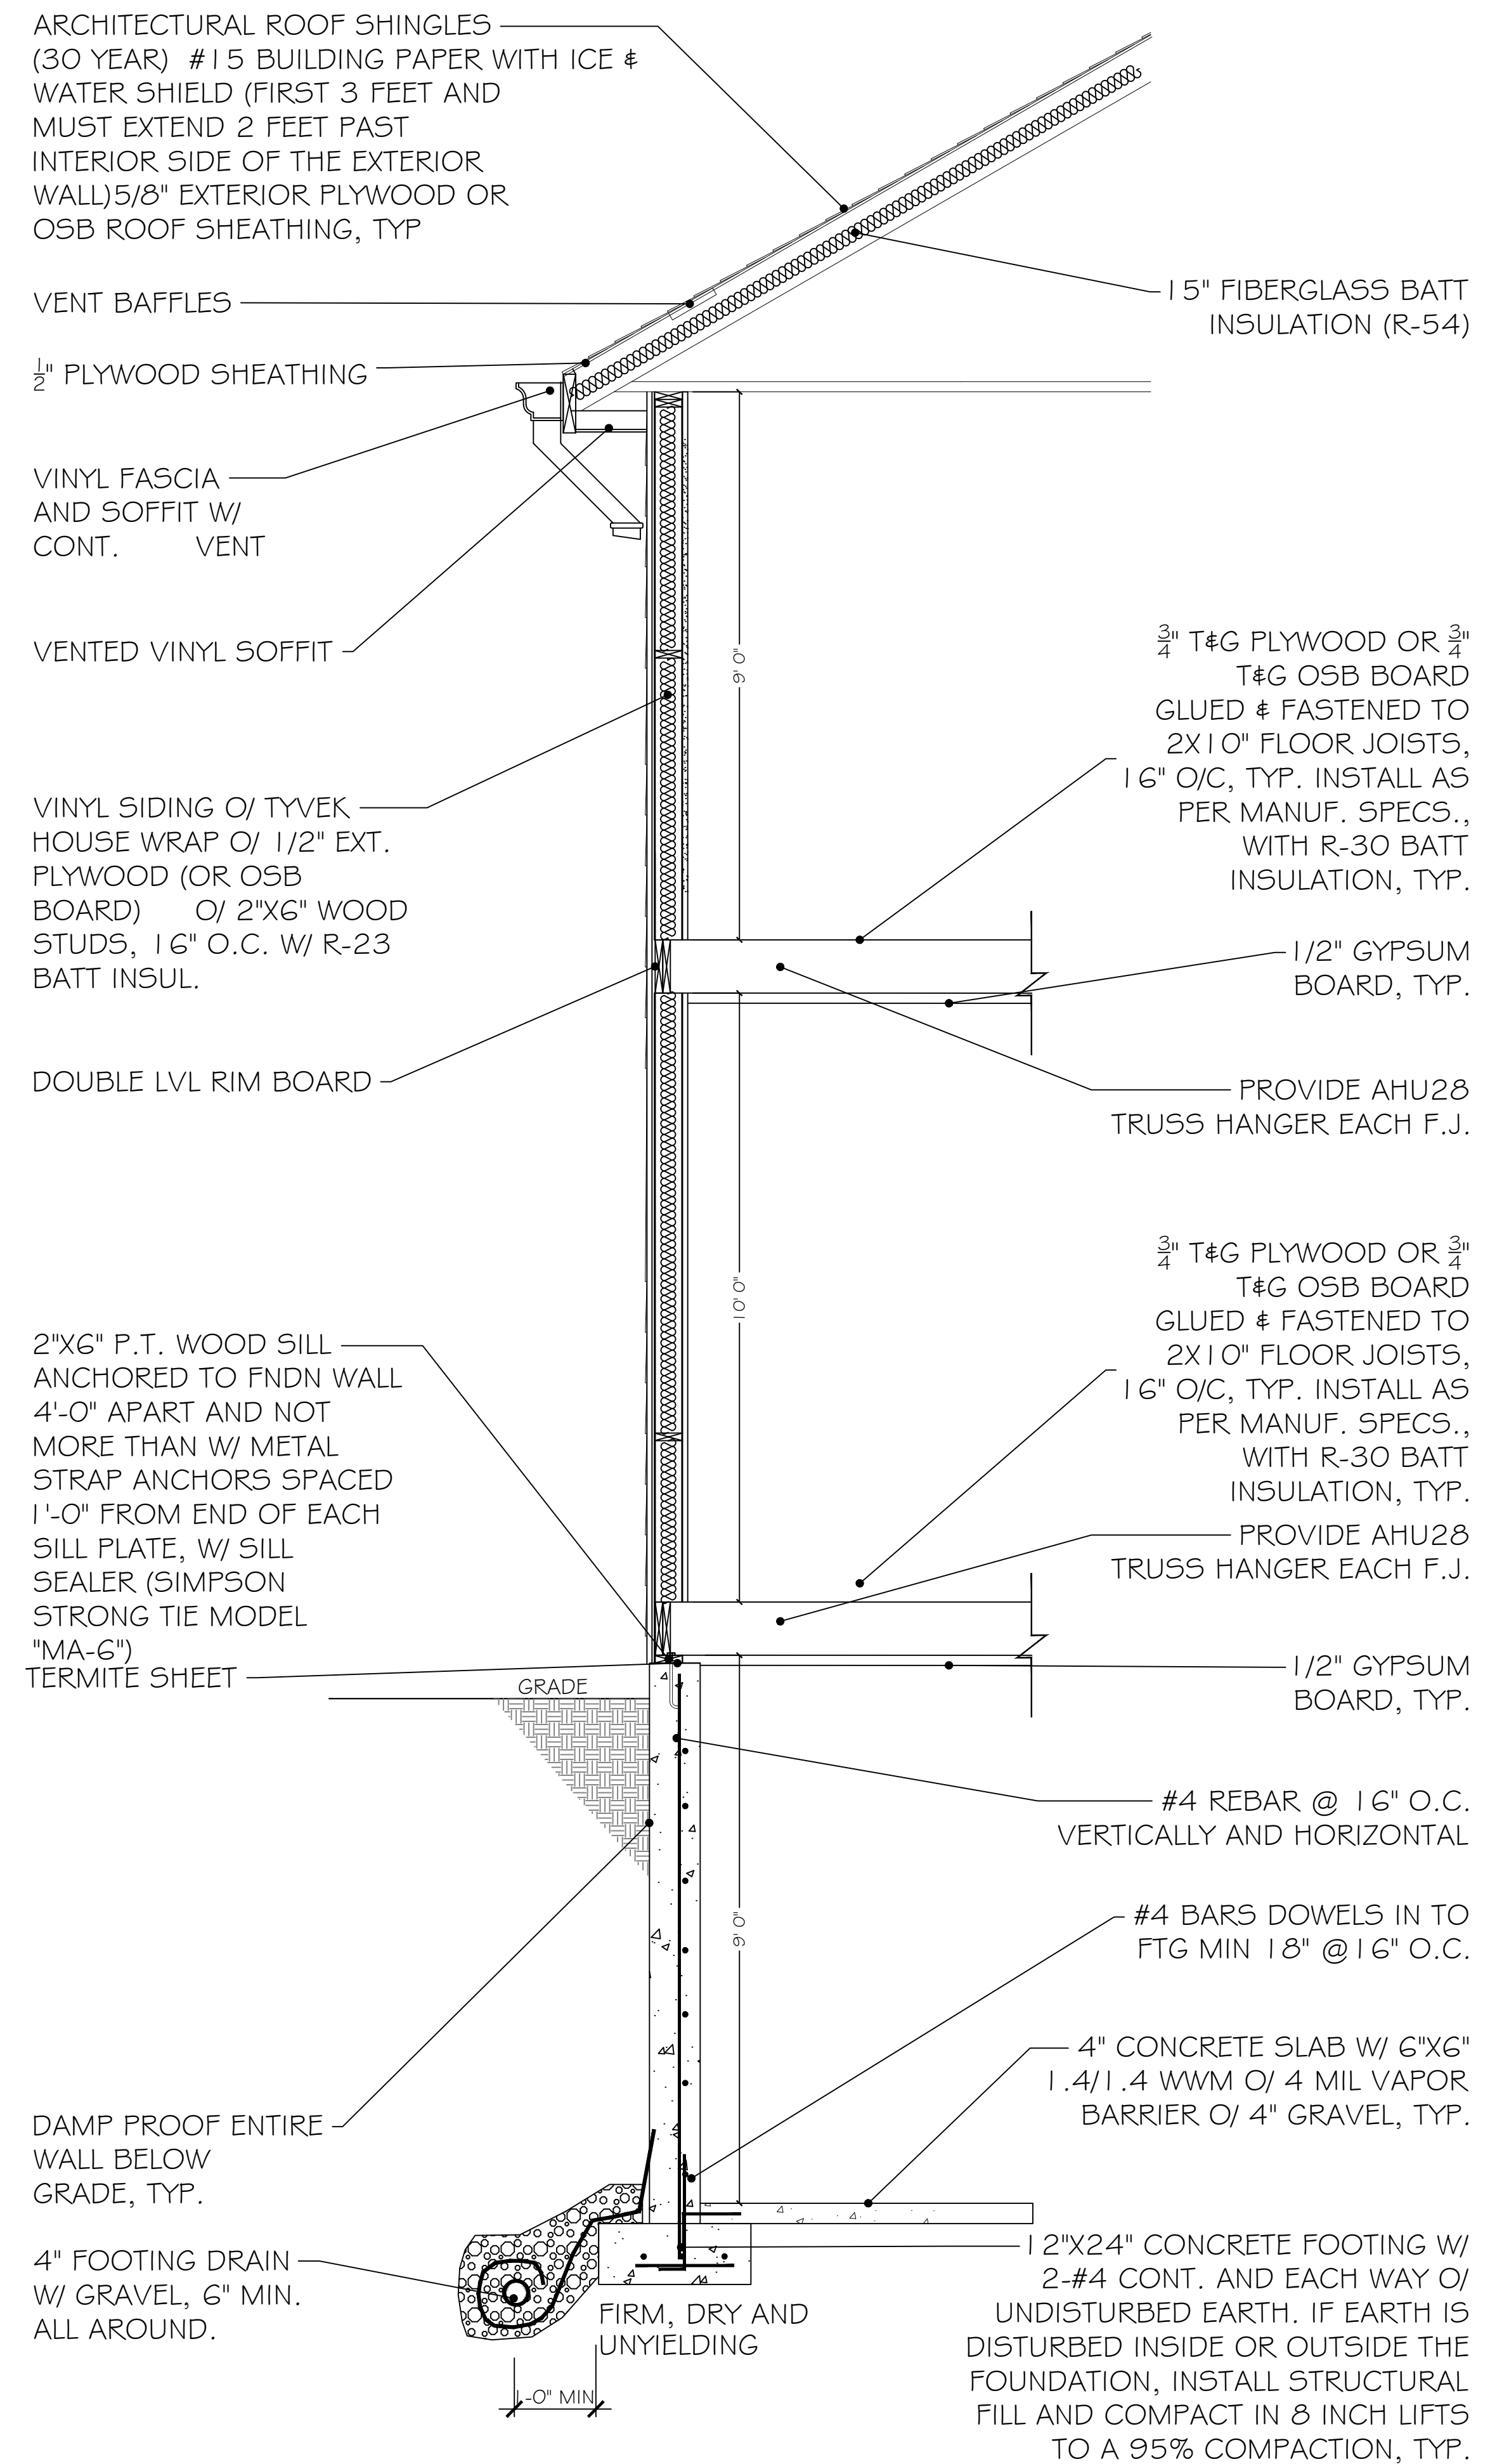 ARCHITECTURAL ROOF SHINGLES
(30 YEAR) #15 BUILDING PAPER WITH ICE &
WATER SHIELD (FIRST 3 FEET AND
MUST EXTEND 2 FEET PAST
INTERIOR SIDE OF THE EXTERIOR
WALL)5/8" EXTERIOR PLYWOOD OR
OSB ROOF SHEATHING, TYP
VENT BAFFLES
1/2" PLYWOOD SHEATHING
VINYL FASCIA
AND SOFFIT W/
CONT. VENT
VENTED VINYL SOFFIT
VINYL SIDING O/ TYVEK
HOUSE WRAP O/ 1/2" EXT.
PLYWOOD (OR OSB
BOARD) O/ 2"X6" WOOD
STUDS, 16" O.C. W/ R-23
BATT INSUL.
DOUBLE LVL RIM BOARD
2"X6" P.T. WOOD SILL
ANCHORED TO FNDN WALL
4'-0" APART AND NOT
MORE THAN W/ METAL
STRAP ANCHORS SPACED
1'-0" FROM END OF EACH
SILL PLATE, W/ SILL
SEALER (SIMPSON
STRONG TIE MODEL
"MA-6")
TERMITE SHEET
GRADE
DAMP PROOF ENTIRE
WALL BELOW
GRADE, TYP.
4" FOOTING DRAIN
W/ GRAVEL, 6" MIN.
ALL AROUND.
1'-0" MIN
FIRM, DRY AND
UNYIELDING
9' 0"
10' 0"
9' 0"
15" FIBERGLASS BATT
INSULATION (R-54)
3/4" T&G PLYWOOD OR 3/4"
T&G OSB BOARD
GLUED & FASTENED TO
2X10" FLOOR JOISTS,
16" O/C, TYP. INSTALL AS
PER MANUF. SPECS.,
WITH R-30 BATT
INSULATION, TYP.
1/2" GYPSUM
BOARD, TYP.
PROVIDE AHU28
TRUSS HANGER EACH F.J.
3/4" T&G PLYWOOD OR 3/4"
T&G OSB BOARD
GLUED & FASTENED TO
2X10" FLOOR JOISTS,
16" O/C, TYP. INSTALL AS
PER MANUF. SPECS.,
WITH R-30 BATT
INSULATION, TYP.
PROVIDE AHU28
TRUSS HANGER EACH F.J.
1/2" GYPSUM
BOARD, TYP.
#4 REBAR @ 16" O.C.
VERTICALLY AND HORIZONTAL
#4 BARS DOWELS IN TO
FTG MIN 18" @16" O.C.
4" CONCRETE SLAB W/ 6"X6"
1.4/1.4 WWM O/ 4 MIL VAPOR
BARRIER O/ 4" GRAVEL, TYP.
12"X24" CONCRETE FOOTING W/
2-#4 CONT. AND EACH WAY O/
UNDISTURBED EARTH. IF EARTH IS
DISTURBED INSIDE OR OUTSIDE THE
FOUNDATION, INSTALL STRUCTURAL
FILL AND COMPACT IN 8 INCH LIFTS
TO A 95% COMPACTION, TYP.